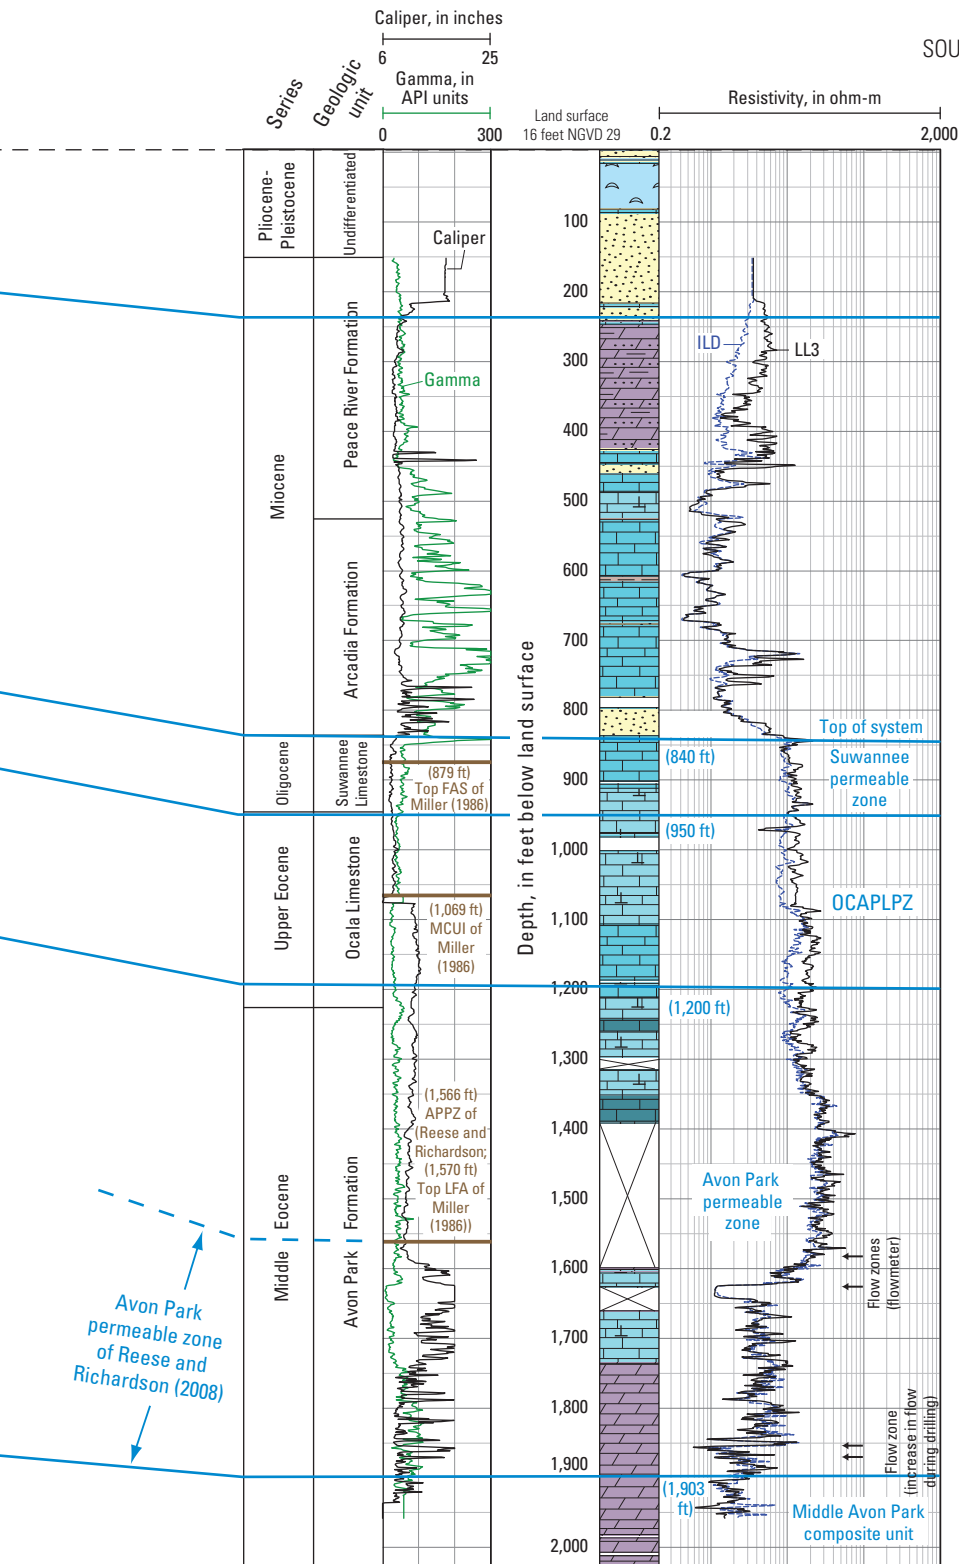 Caliper, in inches
6 25
SOU
Series
Geologic
unit
Gamma, in
API units
0 300
Land surface
16 feet NGVD 29
Resistivity, in ohm-m
0.2 2,000
Pliocene-
Pleistocene
Undifferentiated
Caliper
100
200
ILD
LL3
300
Gamma
Peace River Formation
400
Miocene
500
600
Arcadia Formation
700
800
Depth, in feet below land surface
Top of system
(840 ft)
Suwannee
permeable
zone
Oligocene
Suwannee
Limestone
(879 ft)
Top FAS of
Miller (1986)
900
(950 ft)
1,000
OCAPLPZ
Upper Eocene
Ocala Limestone
(1,069 ft)
MCUI of
Miller
(1986)
1,100
1,200
(1,200 ft)
1,300
(1,566 ft)
APPZ of
(Reese and
Richardson;
(1,570 ft)
Top LFA of
Miller
(1986))
1,400
Avon Park
permeable
zone
1,500
Middle Eocene
Avon Park Formation
Flow zones
(flowmeter)
1,600
Avon Park
permeable zone
of Reese and
Richardson (2008)
1,700
1,800
Flow zone
(increase in flow
during drilling)
1,900
(1,903
ft)
Middle Avon Park
composite unit
2,000